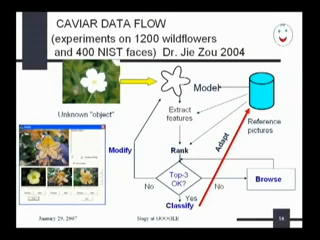 CAVIAR DATA FLOW
(experiments on 1200 wildflowers
and 400 NIST faces) Dr. Jie Zou 2004
Model
Unknown "object"
Extract
features
Reference
pictures
Adapt
Modify
Rank
Top-3
OK?
No
No
Browse
Yes
Classify
January 29, 2007
Nagy at GOOGLE